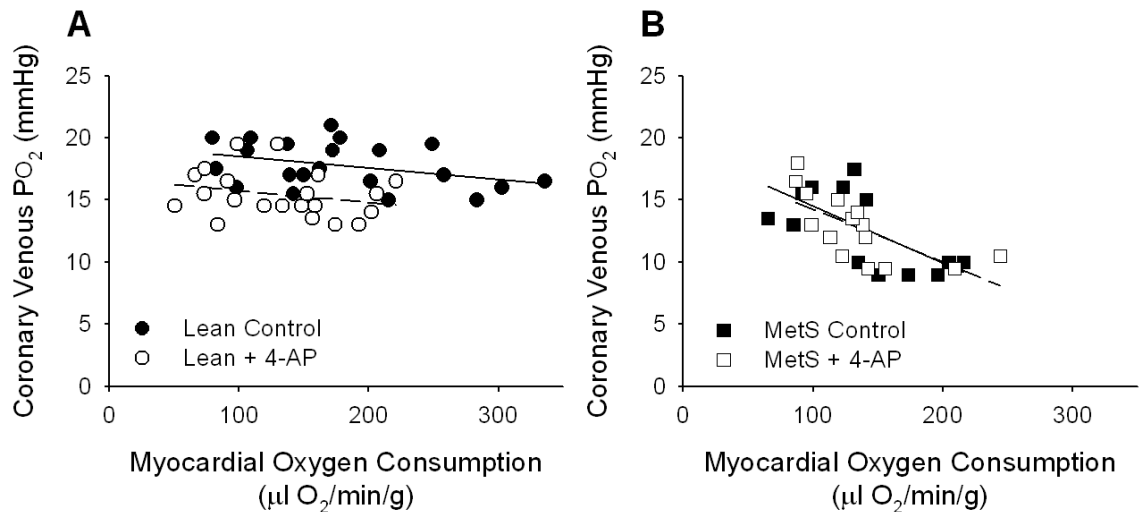 A
Coronary Venous PO2 (mmHg)
25
20
15
10
5
0
Lean Control
Lean + 4-AP
0 100 200 300
Myocardial Oxygen Consumption
(μl O2/min/g)
B
Coronary Venous PO2 (mmHg)
25
20
15
10
5
0
MetS Control
MetS + 4-AP
0 100 200 300
Myocardial Oxygen Consumption
(μl O2/min/g)